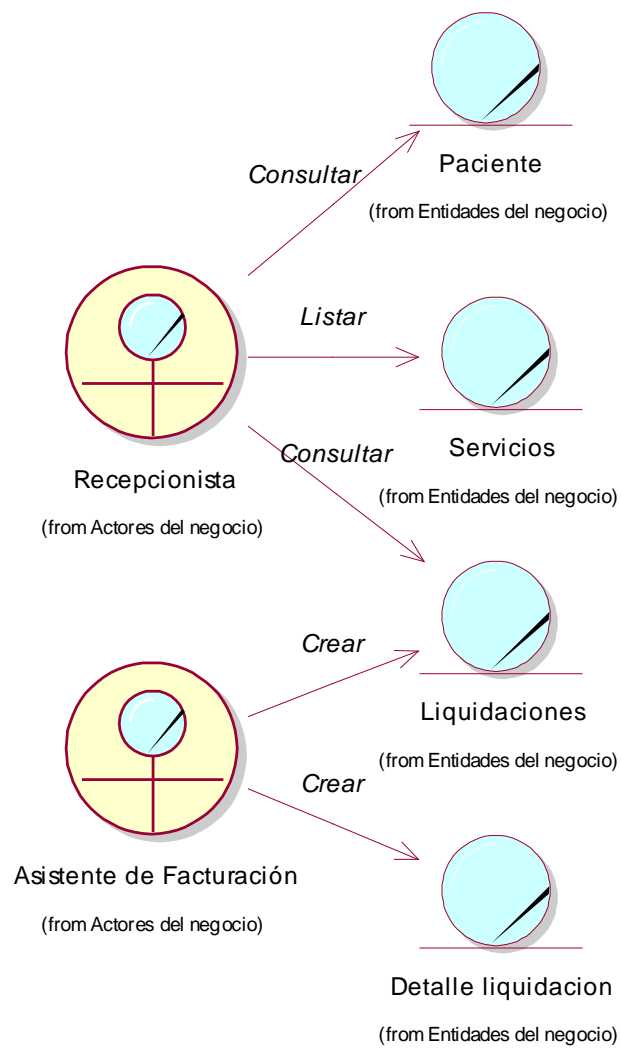 Consultar
Paciente
(from Entidades del negocio)
Listar
Servicios
(from Entidades del negocio)
Consultar
Recepcionista
(from Actores del negocio)
Crear
Liquidaciones
(from Entidades del negocio)
Crear
Asistente de Facturación
(from Actores del negocio)
Detalle liquidacion
(from Entidades del negocio)